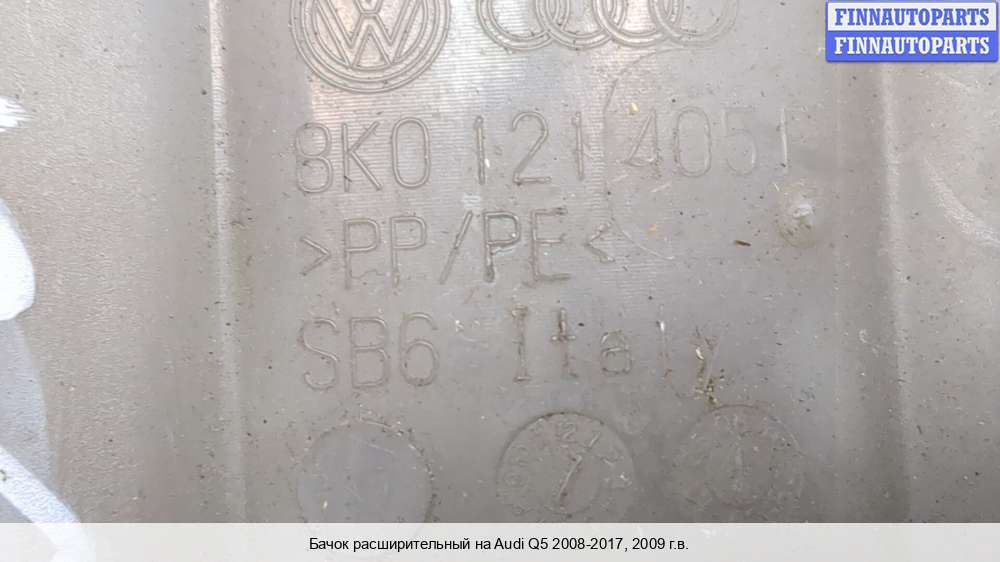 FINNAUTOPARTS
FINNAUTOPARTS
8K0 121 405
>PP/PE<
SB6 Italy
Бачок расширительный на Audi Q5 2008-2017, 2009 г.в.